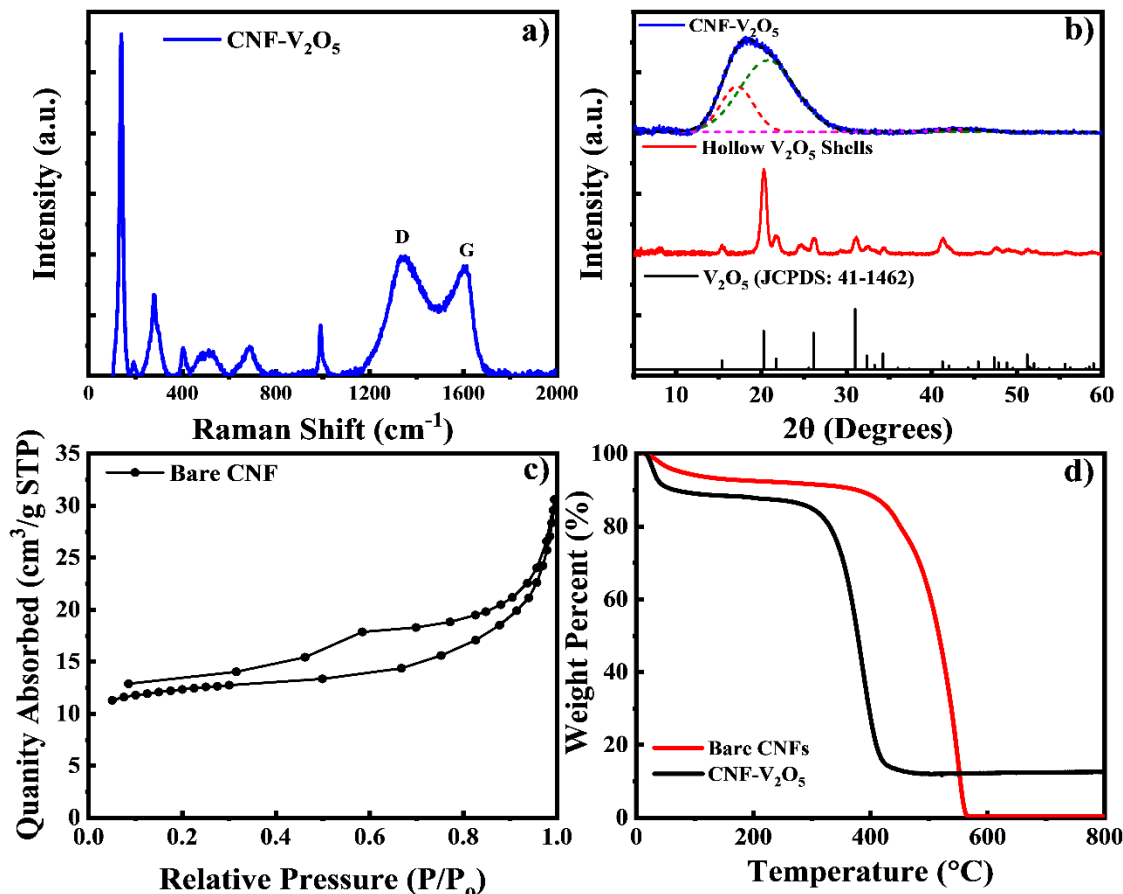 CNF-V₂O₅
a)
D
G
Intensity (a.u.)
0 400 800 1200 1600 2000
Raman Shift (cm⁻¹)
CNF-V₂O₅
b)
Hollow V₂O₅ Shells
V₂O₅ (JCPDS: 41-1462)
Intensity (a.u.)
10 20 30 40 50 60
2θ (Degrees)
Bare CNF
c)
Quanity Absorbed (cm³/g STP)
35
30
25
20
15
10
5
0
0.0 0.2 0.4 0.6 0.8 1.0
Relative Pressure (P/Pₒ)
d)
Weight Percent (%)
100
80
60
40
20
0
Bare CNFs
CNF-V₂O₅
0 200 400 600 800
Temperature (°C)